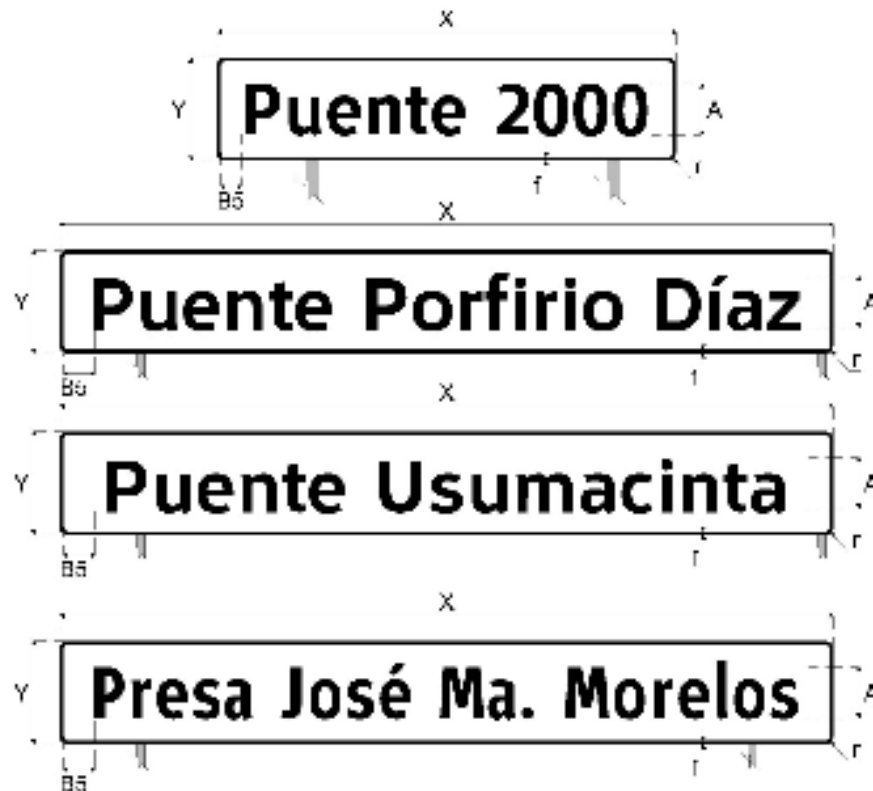 X
Y Puente 2000 A
B5 f r
X
Y Puente Porfirio Díaz A
B5 f r
X
Y Puente Usumacinta A
B5 f r
X
Y Presa José Ma. Morelos A
B5 f r